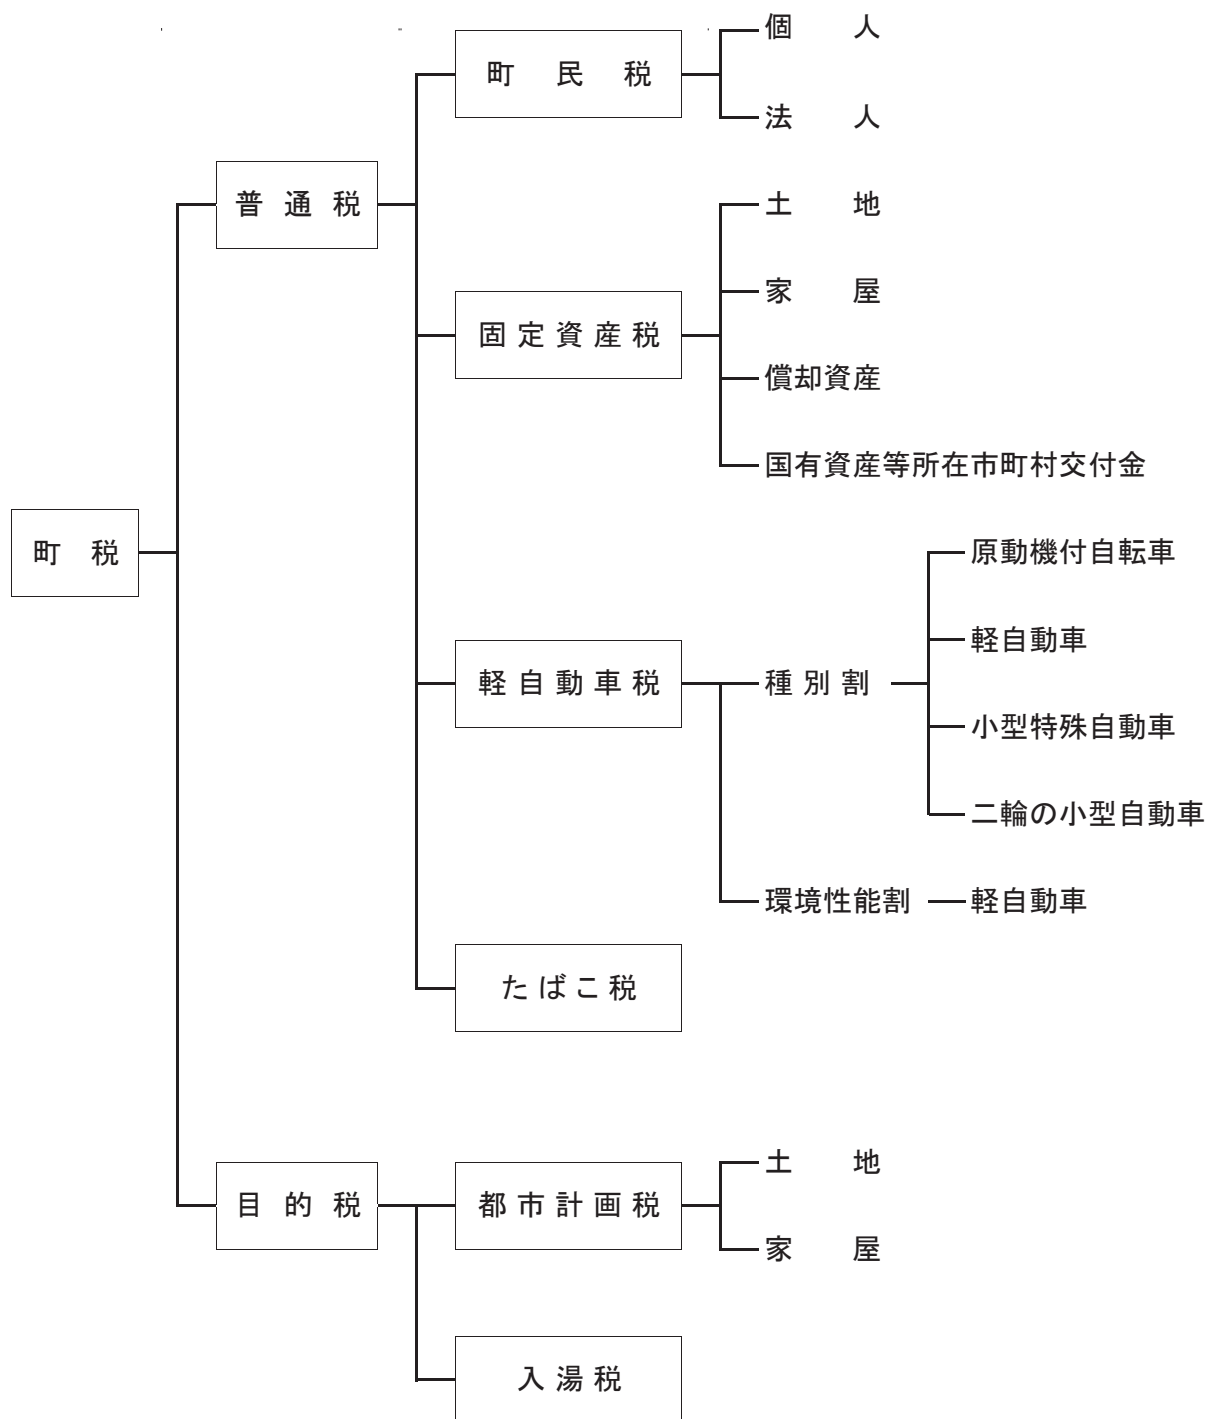 個人
町民税
法人
普通税
土地
家屋
固定資産税
償却資産
国有資産等所在市町村交付金
町税
原動機付自転車
軽自動車
軽自動車税
種別割
小型特殊自動車
二輪の小型自動車
環境性能割
軽自動車
たばこ税
土地
目的税
都市計画税
家屋
入湯税